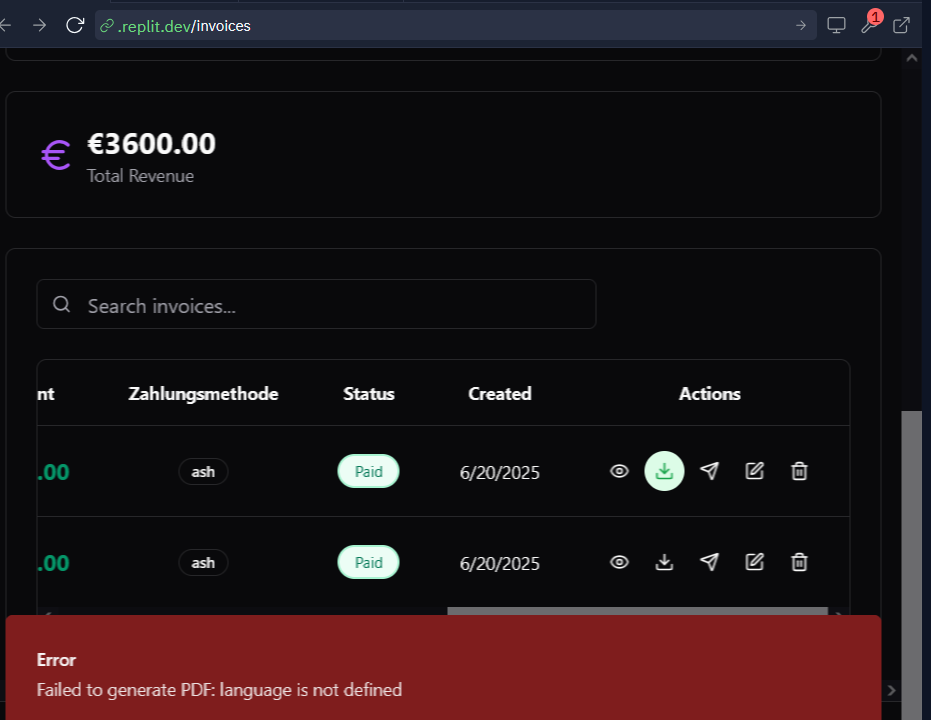 .replit.dev/invoices
1
€3600.00
Total Revenue
Search invoices...
nt Zahlungsmethode Status Created Actions
.00 ash Paid 6/20/2025
.00 ash Paid 6/20/2025
Error
Failed to generate PDF: language is not defined